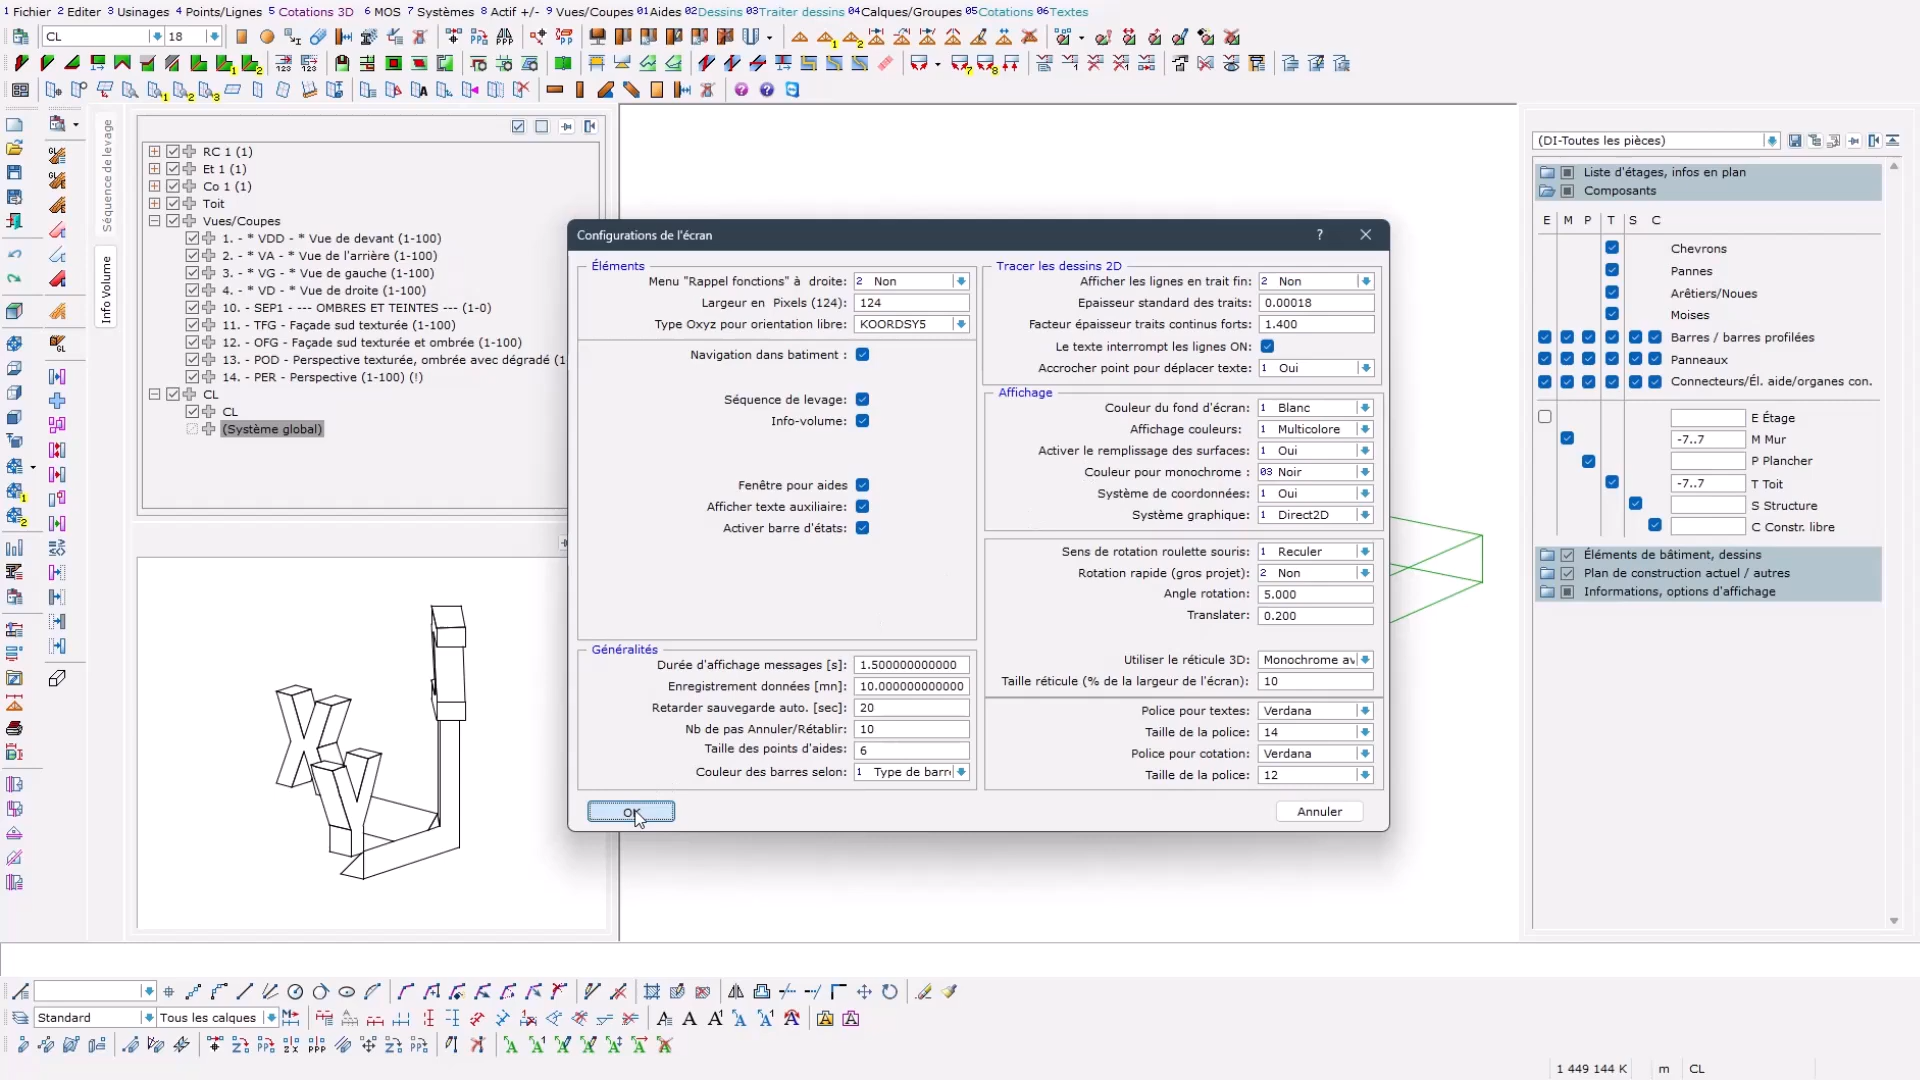 1 Fichier 2 Editer 3 Usinages 4 Points/Lignes 5 Cotations 3D 6 MOS 7 Systèmes 8 Actif +/- 9 Vues/Coupes 01 Aides 02 Dessins 03 Traiter dessins 04 Calques/Groupes 05 Cotations 06 Textes
CL 18
Séquence de levage
Info Volume
RC 1 (1)
Et 1 (1)
Co 1 (1)
Toit
Vues/Coupes
1. - * VDD - * Vue de devant (1-100)
2. - * VA - * Vue de l'arrière (1-100)
3. - * VG - * Vue de gauche (1-100)
4. - * VD - * Vue de droite (1-100)
10. - SEP1 - --- OMBRES ET TEINTES --- (1-0)
11. - TFG - Façade sud texturée (1-100)
12. - OFG - Façade sud texturée et ombrée (1-100)
13. - POD - Perspective texturée, ombrée avec dégradé (1
14. - PER - Perspective (1-100) (!)
CL
CL
(Système global)
X
Y
Configurations de l'écran ?
Éléments
Menu "Rappel fonctions" à droite: 2 Non
Largeur en Pixels (124): 124
Type Oxyz pour orientation libre: KOORDSY5
Navigation dans batiment :
Séquence de levage:
Info-volume:
Fenêtre pour aides
Afficher texte auxiliaire:
Activer barre d'états:
Généralités
Durée d'affichage messages [s]: 1.500000000000
Enregistrement données [mn]: 10.000000000000
Retarder sauvegarde auto. [sec]: 20
Nb de pas Annuler/Rétablir: 10
Taille des points d'aides: 6
Couleur des barres selon: 1 Type de barr
OK
Tracer les dessins 2D
Afficher les lignes en trait fin: 2 Non
Epaisseur standard des traits: 0.00018
Facteur épaisseur traits continus forts: 1.400
Le texte interrompt les lignes ON:
Accrocher point pour déplacer texte: 1 Oui
Affichage
Couleur du fond d'écran: 1 Blanc
Affichage couleurs: 1 Multicolore
Activer le remplissage des surfaces: 1 Oui
Couleur pour monochrome : 03 Noir
Système de coordonnées: 1 Oui
Système graphique: 1 Direct2D
Sens de rotation roulette souris: 1 Reculer
Rotation rapide (gros projet): 2 Non
Angle rotation: 5.000
Translater: 0.200
Utiliser le réticule 3D: Monochrome av
Taille réticule (% de la largeur de l'écran): 10
Police pour textes: Verdana
Taille de la police: 14
Police pour cotation: Verdana
Taille de la police: 12
Annuler
(DI-Toutes les pièces)
Liste d'étages, infos en plan
Composants
E M P T S C
Chevrons
Pannes
Arêtiers/Noues
Moises
Barres / barres profilées
Panneaux
Connecteurs/Él. aide/organes con.
E Étage
-7..7 M Mur
P Plancher
-7..7 T Toit
S Structure
C Constr. libre
Éléments de bâtiment, dessins
Plan de construction actuel / autres
Informations, options d'affichage
Standard Tous les calques
1 449 144 K m CL